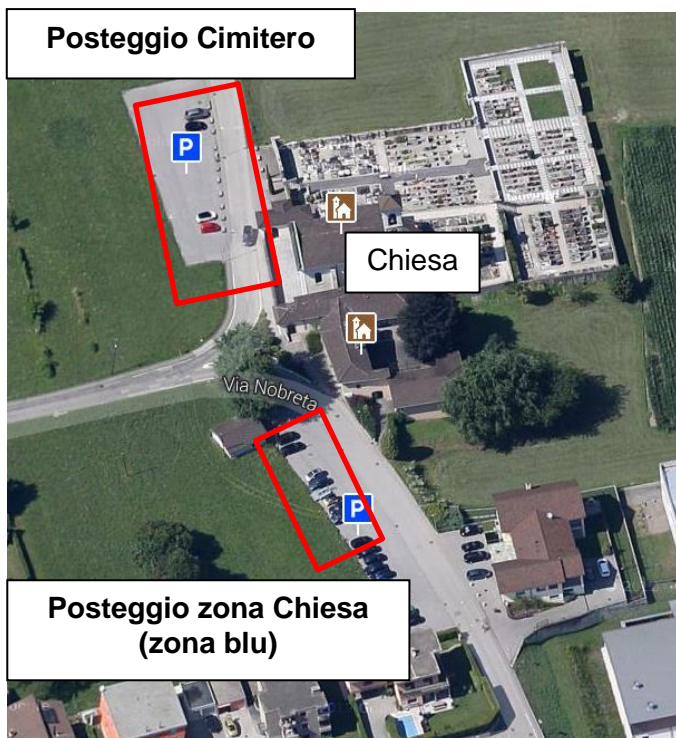 Posteggio Cimitero
P
Chiesa
Via Nobreta
P
Posteggio zona Chiesa
(zona blu)